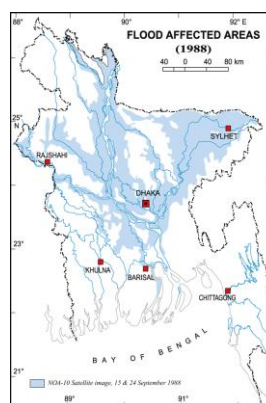 88° 90° 92° E
FLOOD AFFECTED AREAS
(1988)
40 0 40 80 km
25°
N
SYLHET
RAJSHAHI
DHAKA
23°
KHULNA
BARISAL
CHITTAGONG
BAY OF BENGAL
21°
NOA-10 Satellite image, 15 & 24 September 1988
89° 91°